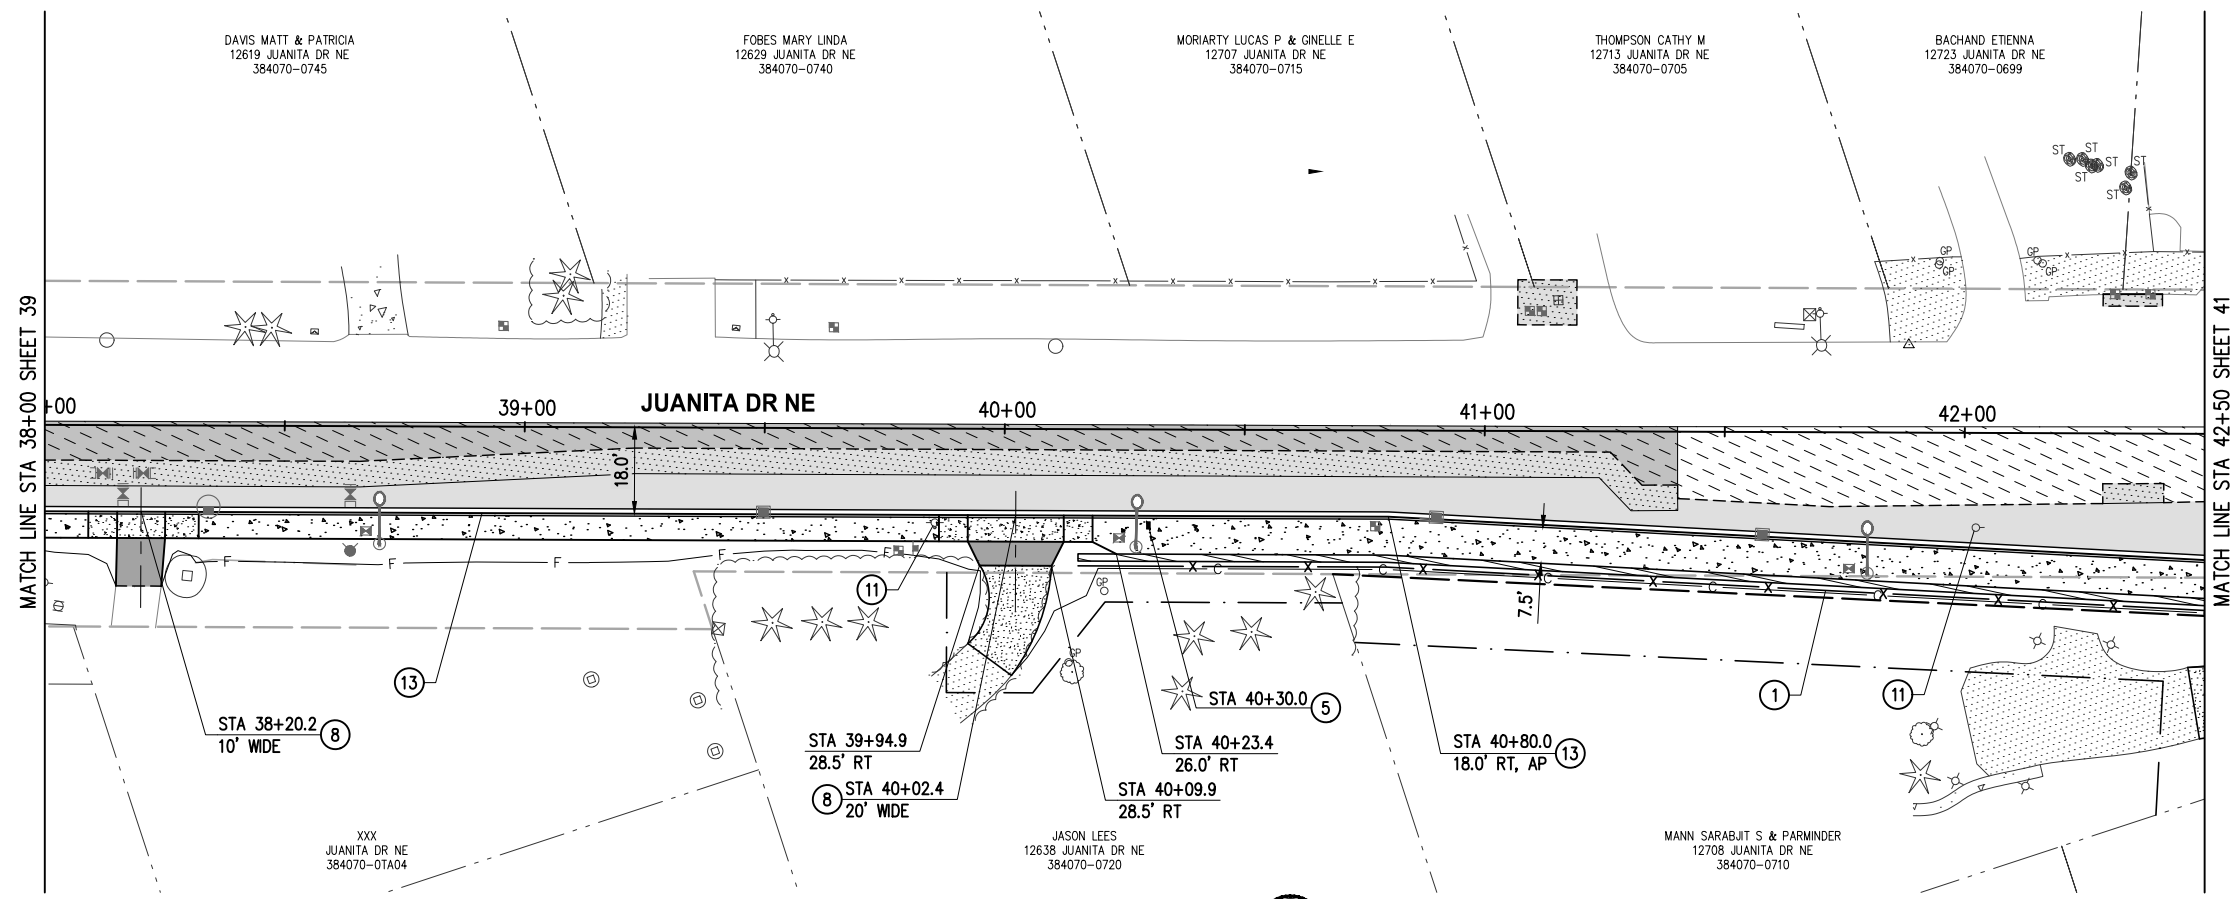 DAVIS MATT & PATRICIA
12619 JUANITA DR NE
384070-0745
FOBES MARY LINDA
12629 JUANITA DR NE
384070-0740
MORIARTY LUCAS P & GINELLE E
12707 JUANITA DR NE
384070-0715
THOMPSON CATHY M
12713 JUANITA DR NE
384070-0705
BACHAND ETIENNA
12723 JUANITA DR NE
384070-0699
ST
ST
ST
ST
ST
ST
GP
GP
GP
GP
MATCH LINE STA 38+00 SHEET 39
MATCH LINE STA 42+50 SHEET 41
+00
39+00
JUANITA DR NE
40+00
41+00
42+00
18.0'
F
F
F
F
F
X
C
X
C
X
X
C
X
C
X
X
C
X
X
C
X
GP
GP
7.5'
11
13
1
11
STA 38+20.2
10' WIDE
8
STA 39+94.9
28.5' RT
8
STA 40+02.4
20' WIDE
STA 40+09.9
28.5' RT
STA 40+23.4
26.0' RT
STA 40+30.0
5
STA 40+80.0
18.0' RT, AP
13
XXX
JUANITA DR NE
384070-0TA04
JASON LEES
12638 JUANITA DR NE
384070-0720
MANN SARABJIT S & PARMINDER
12708 JUANITA DR NE
384070-0710